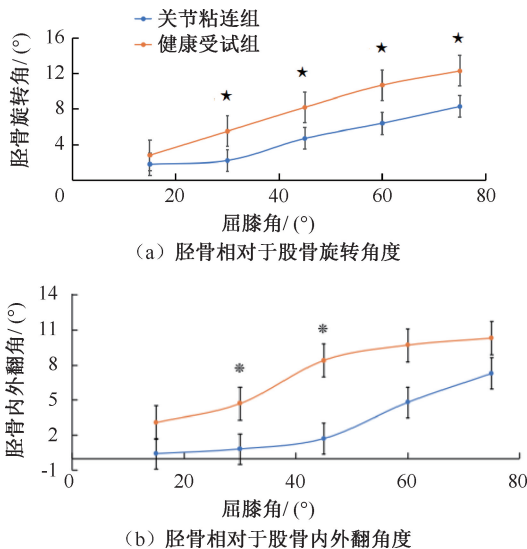 关节粘连组
健康受试组
16
12
8
4
0
20
40
60
80
胫骨旋转角/(°)
屈膝角/(°)
(a) 胫骨相对于股骨旋转角度
14
11
8
5
2
-1
0
20
40
60
80
胫骨内外翻角/(°)
屈膝角/(°)
(b) 胫骨相对于股骨内外翻角度